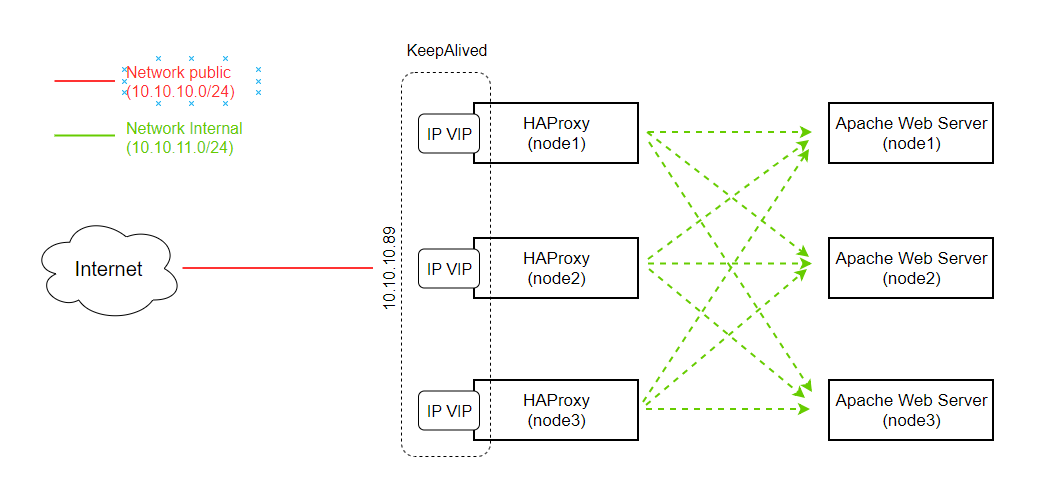 KeepAlived
Network public
(10.10.10.0/24)
Network Internal
(10.10.11.0/24)
Internet
10.10.10.89
IP VIP
HAProxy
(node1)
Apache Web Server
(node1)
IP VIP
HAProxy
(node2)
Apache Web Server
(node2)
IP VIP
HAProxy
(node3)
Apache Web Server
(node3)